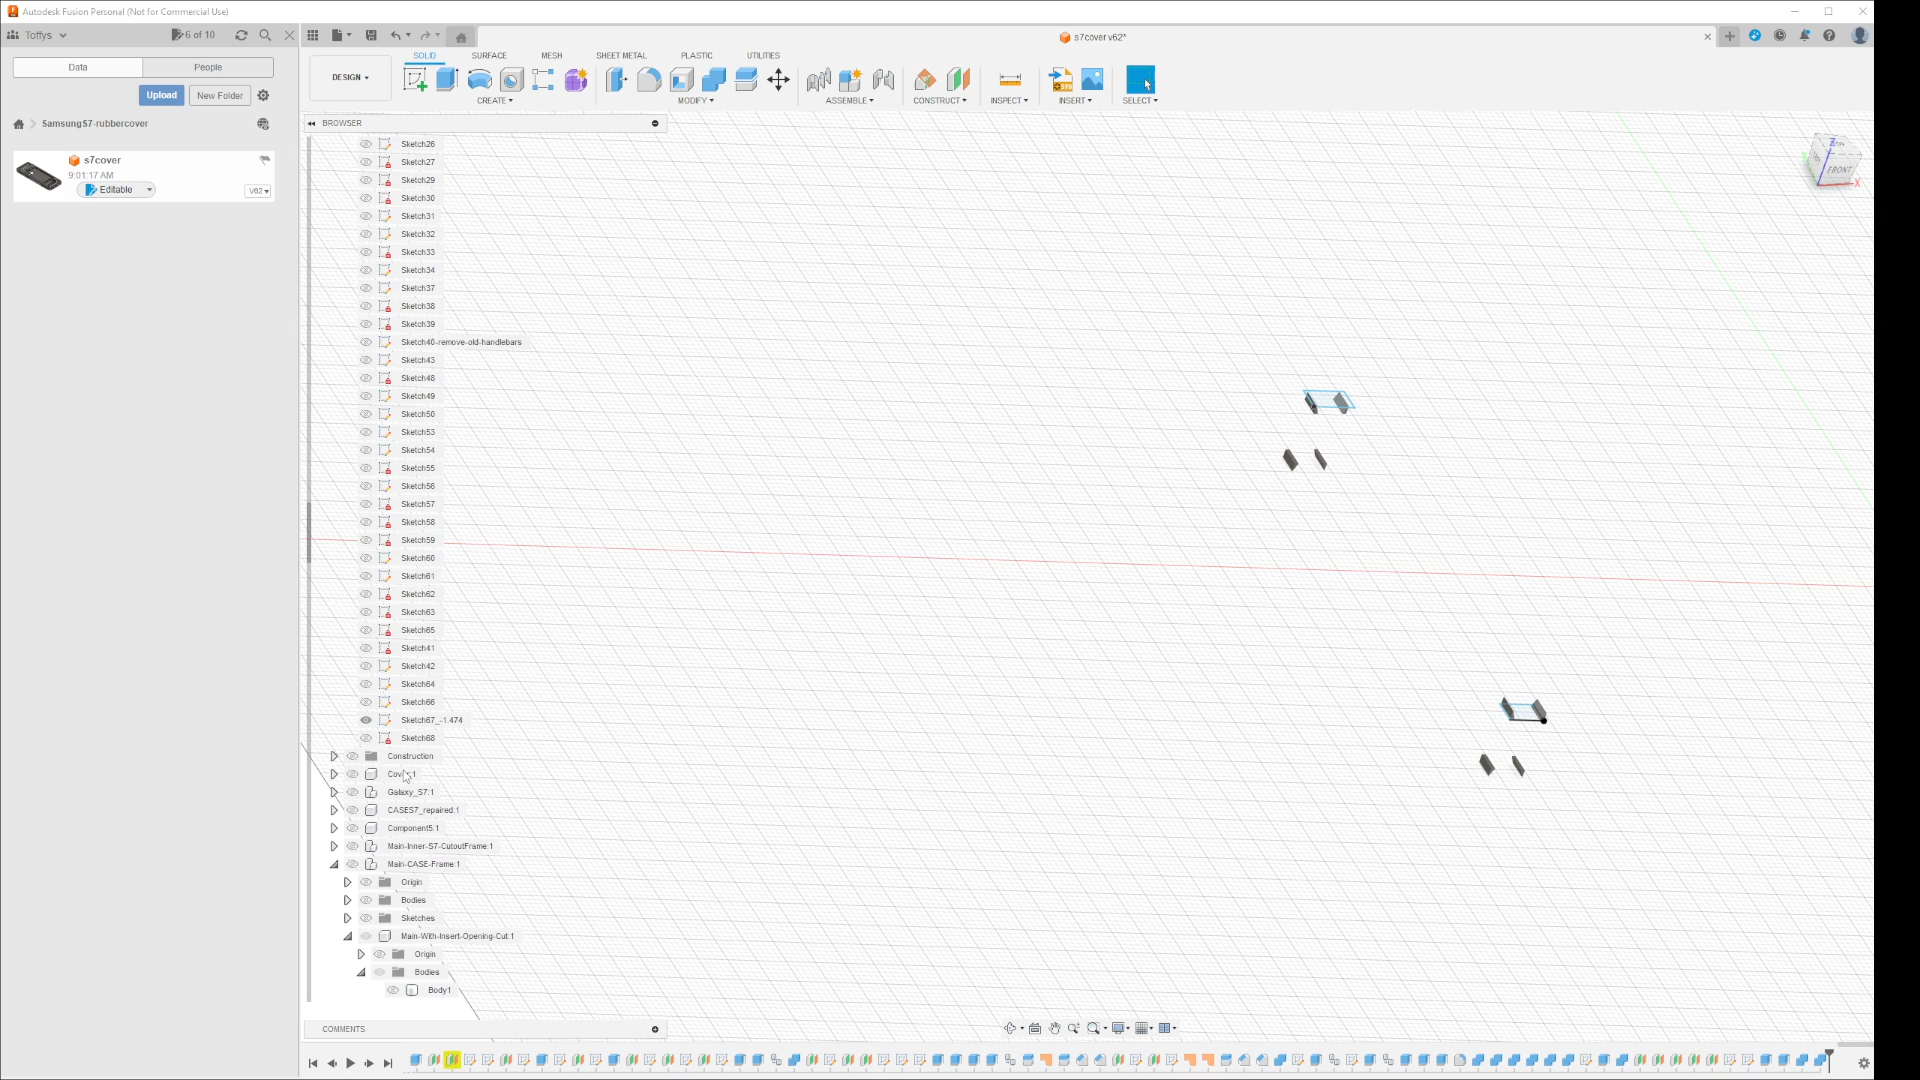 Autodesk Fusion Personal (Not for Commercial Use)
Toffys
6 of 10
s7cover v62*
Data
People
Upload
New Folder
SamsungS7-rubbercover
s7cover
9:01:17 AM
Editable
V62
DESIGN
SOLID
SURFACE
MESH
SHEET METAL
PLASTIC
UTILITIES
CREATE
MODIFY
ASSEMBLE
CONSTRUCT
INSPECT
INSERT
SELECT
BROWSER
Sketch26
Sketch27
Sketch29
Sketch30
Sketch31
Sketch32
Sketch33
Sketch34
Sketch37
Sketch38
Sketch39
Sketch40-remove-old-handlebars
Sketch43
Sketch48
Sketch49
Sketch50
Sketch53
Sketch54
Sketch55
Sketch56
Sketch57
Sketch58
Sketch59
Sketch60
Sketch61
Sketch62
Sketch63
Sketch65
Sketch41
Sketch42
Sketch64
Sketch66
Sketch67_-1.474
Sketch68
Construction
Galaxy_S7:1
CASES7_repaired:1
Component5:1
Main-Inner-S7-CutoutFrame:1
Main-CASE-Frame:1
Origin
Bodies
Sketches
Main-With-Insert-Opening-Cut:1
Origin
Bodies
Body1
COMMENTS
Z
FRONT
X